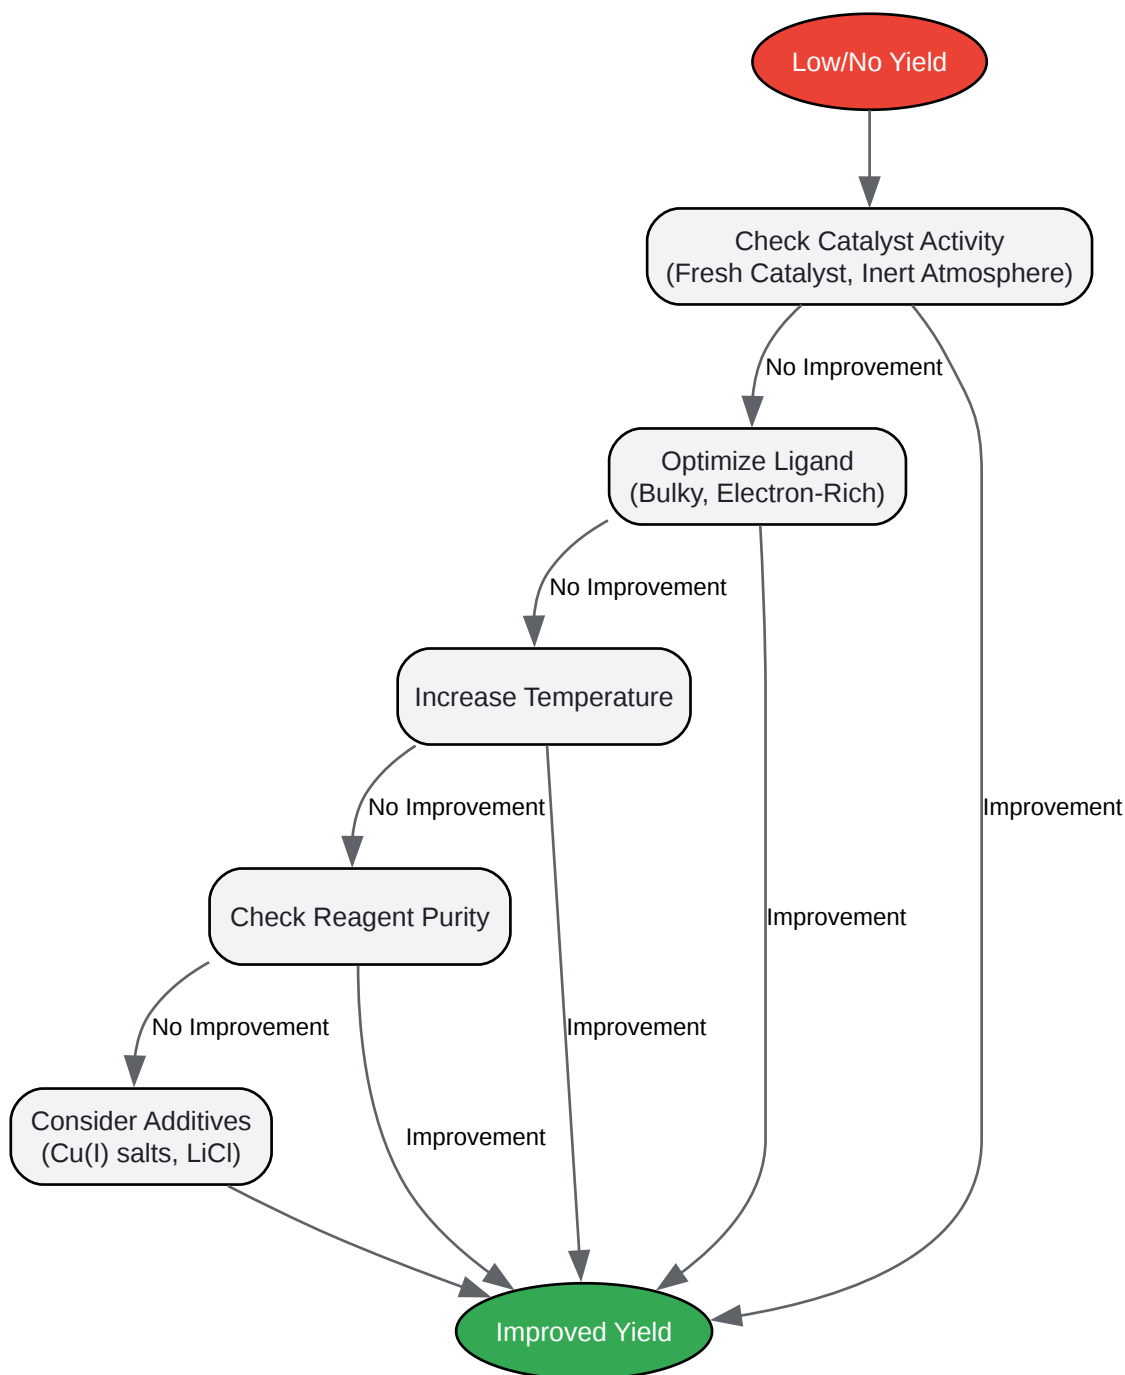 Low/No Yield
Check Catalyst Activity
(Fresh Catalyst, Inert Atmosphere)
No Improvement
Optimize Ligand
(Bulky, Electron-Rich)
No Improvement
Increase Temperature
No Improvement
Improvement
Check Reagent Purity
Improvement
No Improvement
Improvement
Consider Additives
(Cu(I) salts, LiCl)
Improvement
Improved Yield